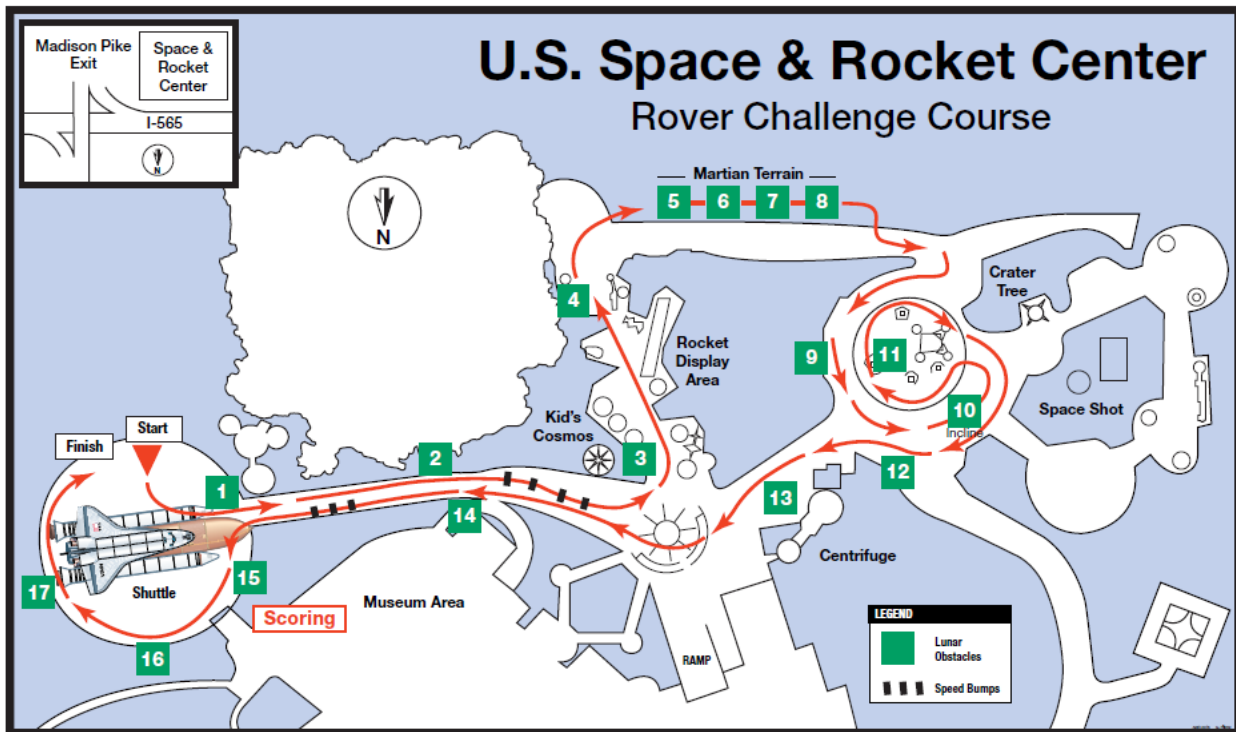 Madison Pike
Exit
Space &
Rocket
Center
I-565
N
U.S. Space & Rocket Center
Rover Challenge Course
N
Martian Terrain
5
6
7
8
4
Crater
Tree
Rocket
Display
Area
9
11
10
Incline
Space Shot
Kid's
Cosmos
3
Start
Finish
2
1
12
13
14
Centrifuge
Shuttle
15
17
16
Scoring
Museum Area
RAMP
LEGEND
Lunar
Obstacles
Speed Bumps